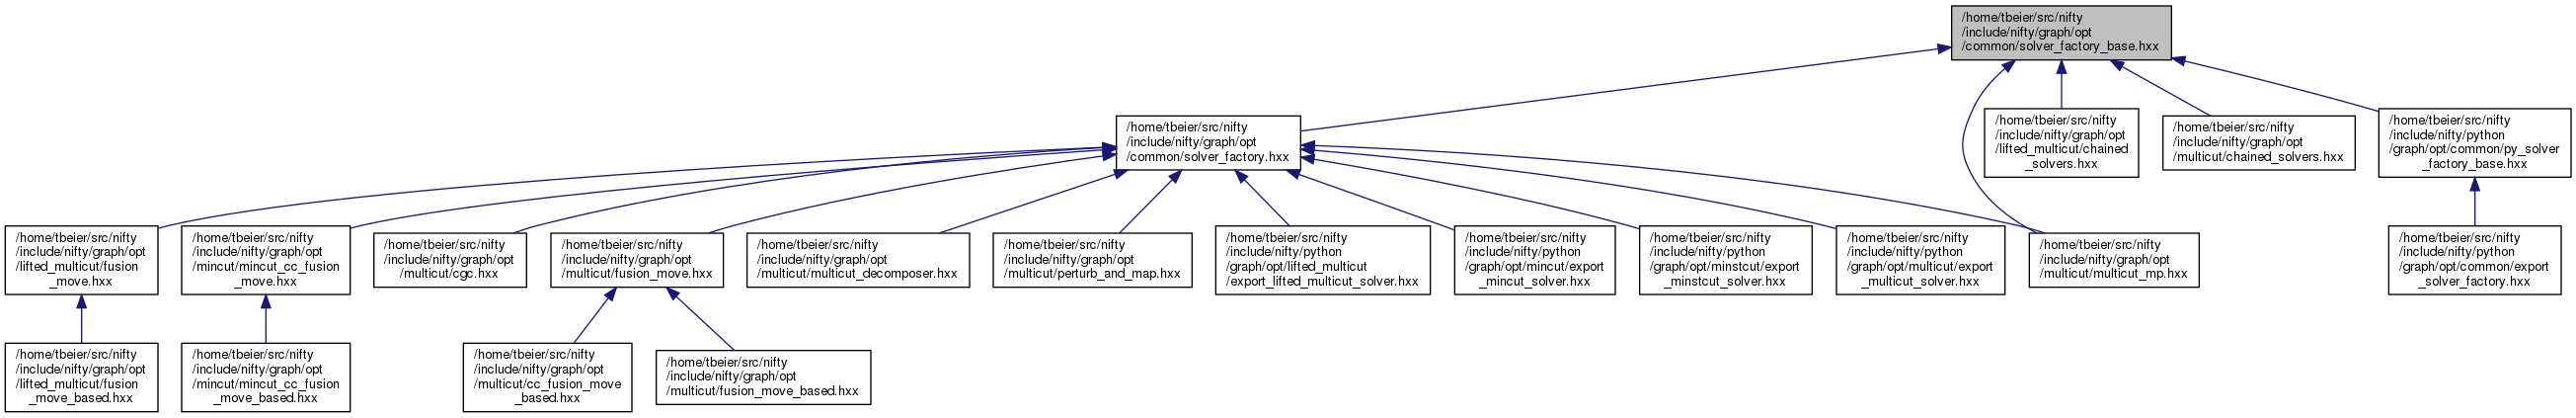 /home/tbeier/src/nifty
/include/nifty/graph/opt
/common/solver_factory_base.hxx
/home/tbeier/src/nifty
/include/nifty/graph/opt
/common/solver_factory.hxx
/home/tbeier/src/nifty
/include/nifty/graph/opt
/lifted_multicut/chained
_solvers.hxx
/home/tbeier/src/nifty
/include/nifty/graph/opt
/multicut/chained_solvers.hxx
/home/tbeier/src/nifty
/include/nifty/python
/graph/opt/common/py_solver
_factory_base.hxx
/home/tbeier/src/nifty
/include/nifty/graph/opt
/lifted_multicut/fusion
_move.hxx
/home/tbeier/src/nifty
/include/nifty/graph/opt
/mincut/mincut_cc_fusion
_move.hxx
/home/tbeier/src/nifty
/include/nifty/graph/opt
/multicut/cgc.hxx
/home/tbeier/src/nifty
/include/nifty/graph/opt
/multicut/fusion_move.hxx
/home/tbeier/src/nifty
/include/nifty/graph/opt
/multicut/multicut_decomposer.hxx
/home/tbeier/src/nifty
/include/nifty/graph/opt
/multicut/perturb_and_map.hxx
/home/tbeier/src/nifty
/include/nifty/python
/graph/opt/lifted_multicut
/export_lifted_multicut_solver.hxx
/home/tbeier/src/nifty
/include/nifty/python
/graph/opt/mincut/export
_mincut_solver.hxx
/home/tbeier/src/nifty
/include/nifty/python
/graph/opt/minstcut/export
_minstcut_solver.hxx
/home/tbeier/src/nifty
/include/nifty/python
/graph/opt/multicut/export
_multicut_solver.hxx
/home/tbeier/src/nifty
/include/nifty/graph/opt
/multicut/multicut_mp.hxx
/home/tbeier/src/nifty
/include/nifty/python
/graph/opt/common/export
_solver_factory.hxx
/home/tbeier/src/nifty
/include/nifty/graph/opt
/lifted_multicut/fusion
_move_based.hxx
/home/tbeier/src/nifty
/include/nifty/graph/opt
/mincut/mincut_cc_fusion
_move_based.hxx
/home/tbeier/src/nifty
/include/nifty/graph/opt
/multicut/cc_fusion_move
_based.hxx
/home/tbeier/src/nifty
/include/nifty/graph/opt
/multicut/fusion_move_based.hxx